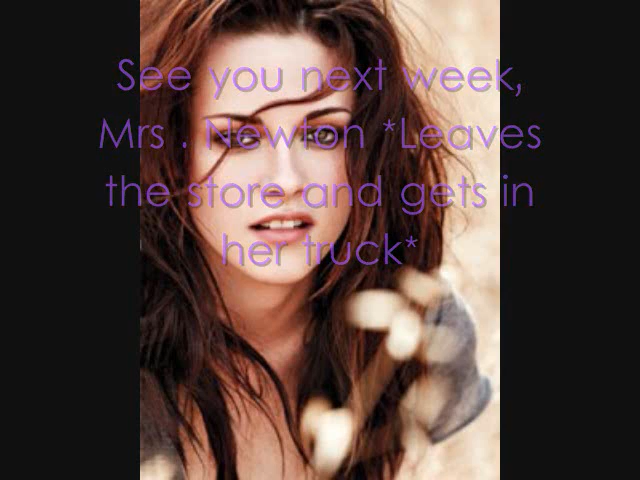 See you next week,
Mrs . Newton *Leaves
the store and gets in
her truck*